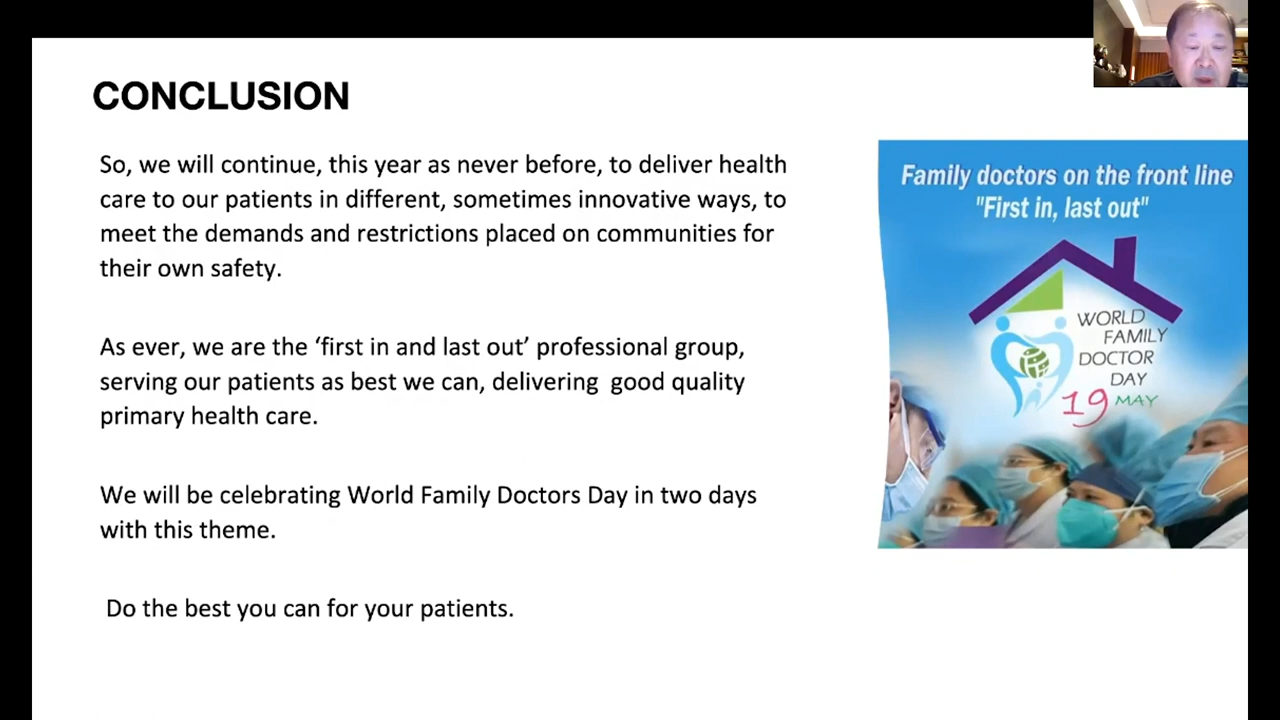 CONCLUSION
So, we will continue, this year as never before, to deliver health
care to our patients in different, sometimes innovative ways, to
meet the demands and restrictions placed on communities for
their own safety.
As ever, we are the ‘first in and last out’ professional group,
serving our patients as best we can, delivering  good quality
primary health care.
We will be celebrating World Family Doctors Day in two days
with this theme.
Do the best you can for your patients.
Family doctors on the front line
"First in, last out"
WORLD
FAMILY
DOCTOR
DAY
19 MAY